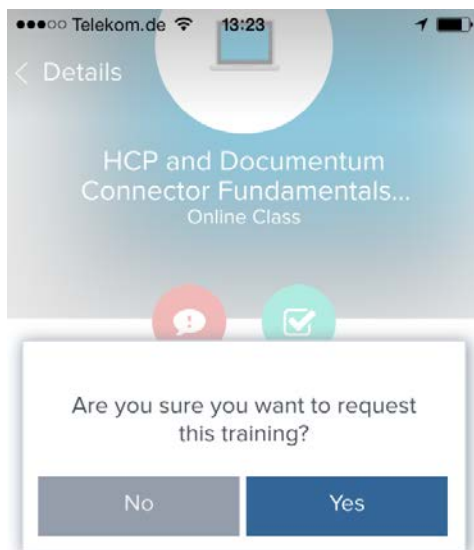 Telekom.de 13:23
Details
HCP and Documentum
Connector Fundamentals...
Online Class
Are you sure you want to request
this training?
No Yes